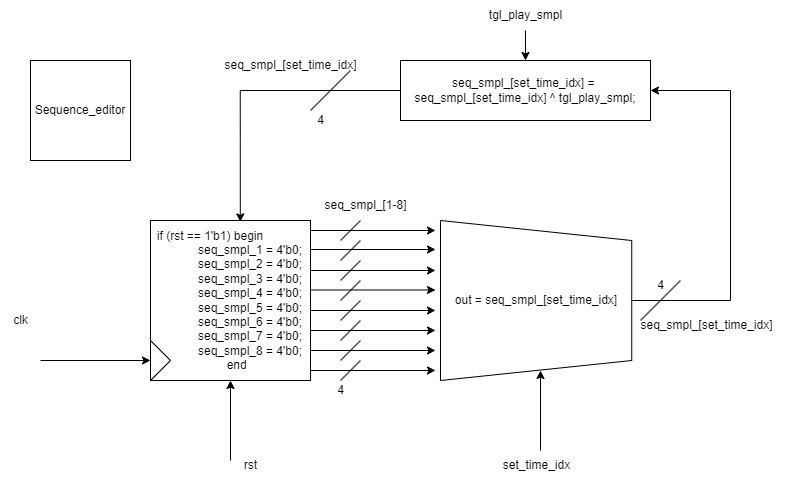 tgl_play_smpl
seq_smpl_[set_time_idx]
seq_smpl_[set_time_idx] =
seq_smpl_[set_time_idx] ^ tgl_play_smpl;
Sequence_editor
4
seq_smpl_[1-8]
if (rst == 1'b1) begin
seq_smpl_1 = 4'b0;
seq_smpl_2 = 4'b0;
seq_smpl_3 = 4'b0;
seq_smpl_4 = 4'b0;
seq_smpl_5 = 4'b0;
seq_smpl_6 = 4'b0;
seq_smpl_7 = 4'b0;
seq_smpl_8 = 4'b0;
end
out = seq_smpl_[set_time_idx]
4
seq_smpl_[set_time_idx]
clk
4
rst
set_time_idx